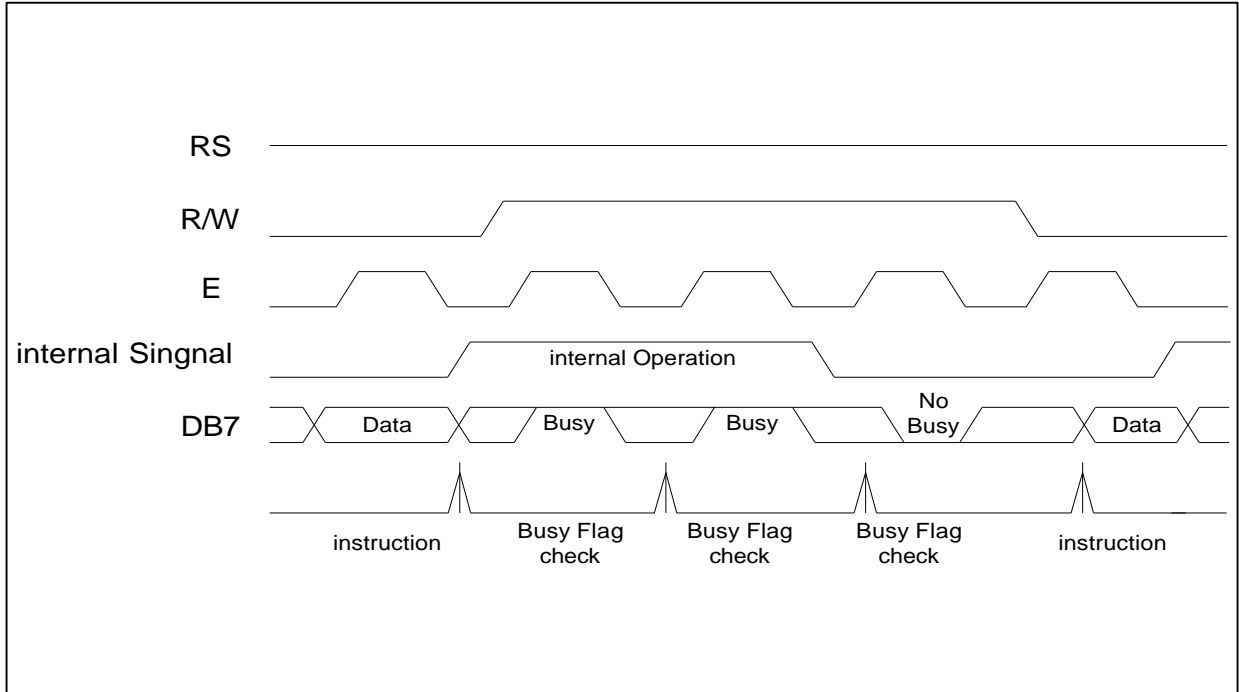 RS
R/W
E
internal Singnal
internal Operation
DB7
Data
Busy
Busy
No
Busy
Data
instruction
Busy Flag
check
Busy Flag
check
Busy Flag
check
instruction